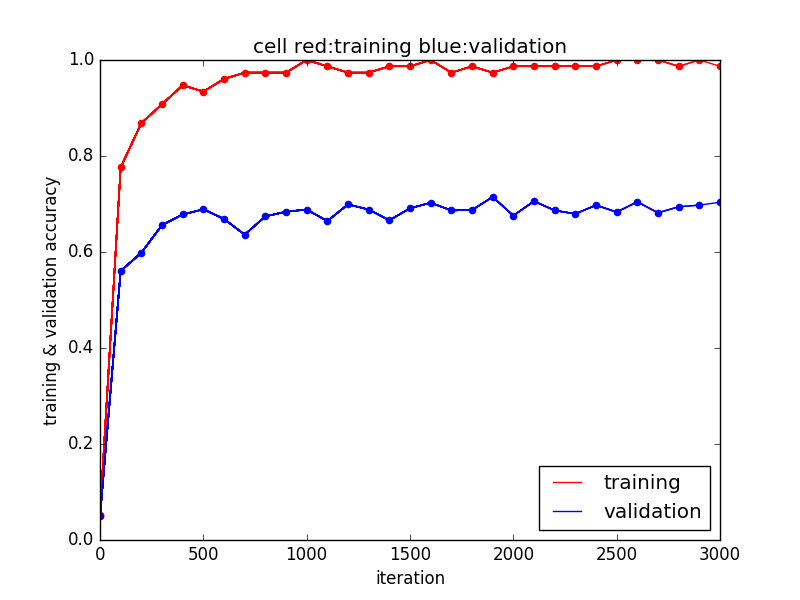 cell red:training blue:validation
training & validation accuracy
1.0
0.8
0.6
0.4
0.2
0.0
training
validation
0 500 1000 1500 2000 2500 3000
iteration